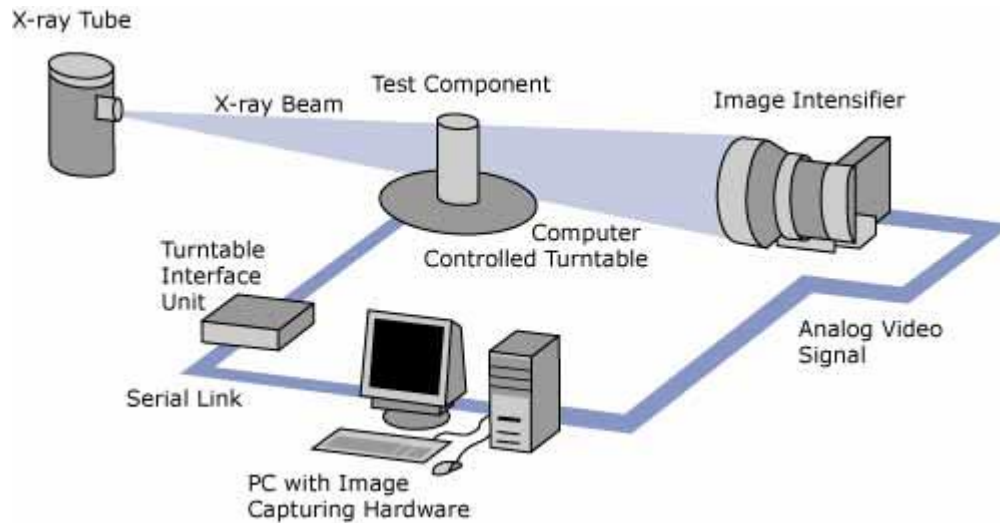 X-ray Tube
X-ray Beam
Test Component
Image Intensifier
Computer
Controlled Turntable
Turntable
Interface
Unit
Analog Video
Signal
Serial Link
PC with Image
Capturing Hardware